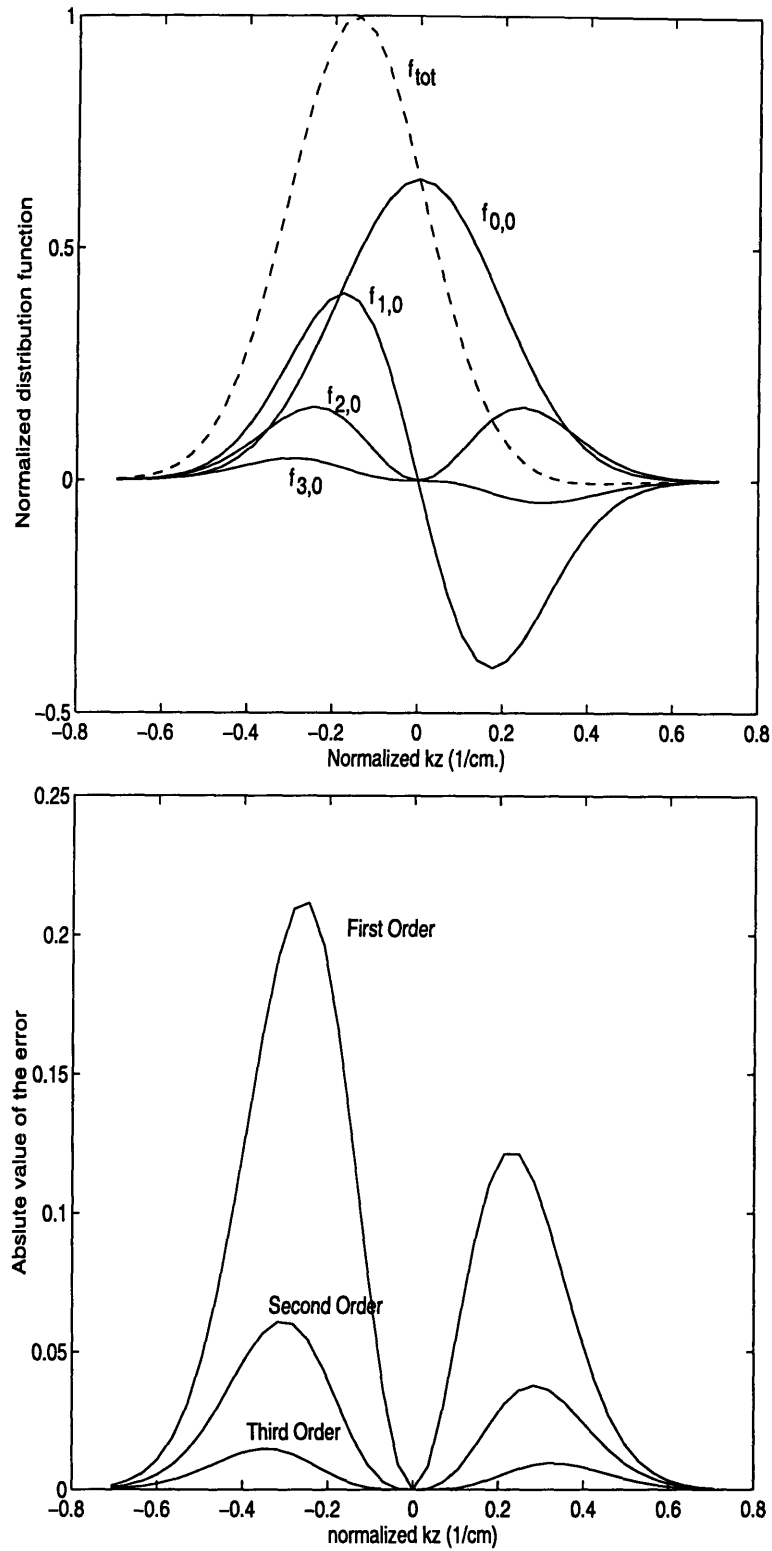 Normalized distribution function
1
0.5
0
−0.5
f_tot
f_0,0
f_1,0
f_2,0
f_3,0
−0.8 −0.6 −0.4 −0.2 0 0.2 0.4 0.6 0.8
Normalized kz (1/cm.)
Abslute value of the error
0.25
0.2
0.15
0.1
0.05
0
First Order
Second Order
Third Order
−0.8 −0.6 −0.4 −0.2 0 0.2 0.4 0.6 0.8
normalized kz (1/cm)